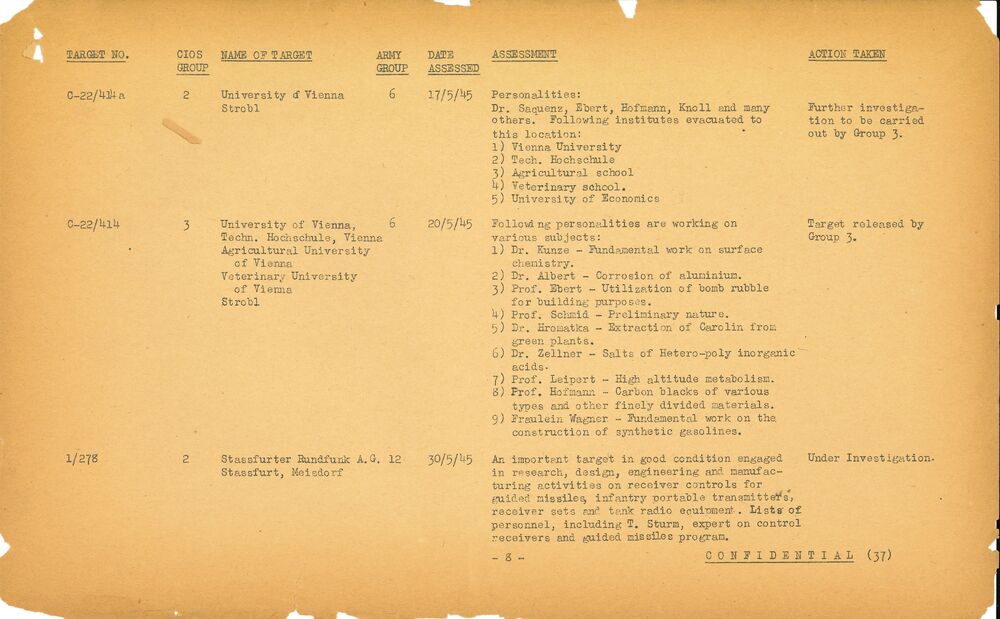 TARGET NO. CIOS GROUP NAME OF TARGET ARMY GROUP DATE ASSESSED ASSESSMENT ACTION TAKEN
C-22/414a 2 University of Vienna 6 17/5/45 Personalities:
Strobl Dr. Saquenz, Ebert, Hofmann, Knoll and many Further investiga-
others. Following institutes evacuated to tion to be carried
this location: out by Group 3.
1) Vienna University
2) Tech. Hochschule
3) Agricultural school
4) Veterinary school.
5) University of Economics
C-22/414 3 University of Vienna, 6 20/5/45 Following personalities are working on Target released by
Techn. Hochschule, Vienna various subjects: Group 3.
Agricultural University 1) Dr. Kunze - Fundamental work on surface
of Vienna chemistry.
Veterinary University 2) Dr. Albert - Corrosion of aluminium.
of Vienna 3) Prof. Ebert - Utilization of bomb rubble
Strobl for building purposes.
4) Prof. Schmid - Preliminary nature.
5) Dr. Hromatka - Extraction of Carolin from
green plants.
6) Dr. Zellner - Salts of Hetero-poly inorganic
acids.
7) Prof. Leipert - High altitude metabolism.
8) Prof. Hofmann - Carbon blacks of various
types and other finely divided materials.
9) Fraulein Wagner - Fundamental work on the
construction of synthetic gasolines.
1/278 2 Stassfurter Rundfunk A.G. 12 30/5/45 An important target in good condition engaged Under Investigation.
Stassfurt, Meisdorf in research, design, engineering and manufac-
turing activities on receiver controls for
guided missiles, infantry portable transmitters,
receiver sets and tank radio equipment. Lists of
personnel, including T. Sturm, expert on control
receivers and guided missiles program.
- 8 - CONFIDENTIAL (37)